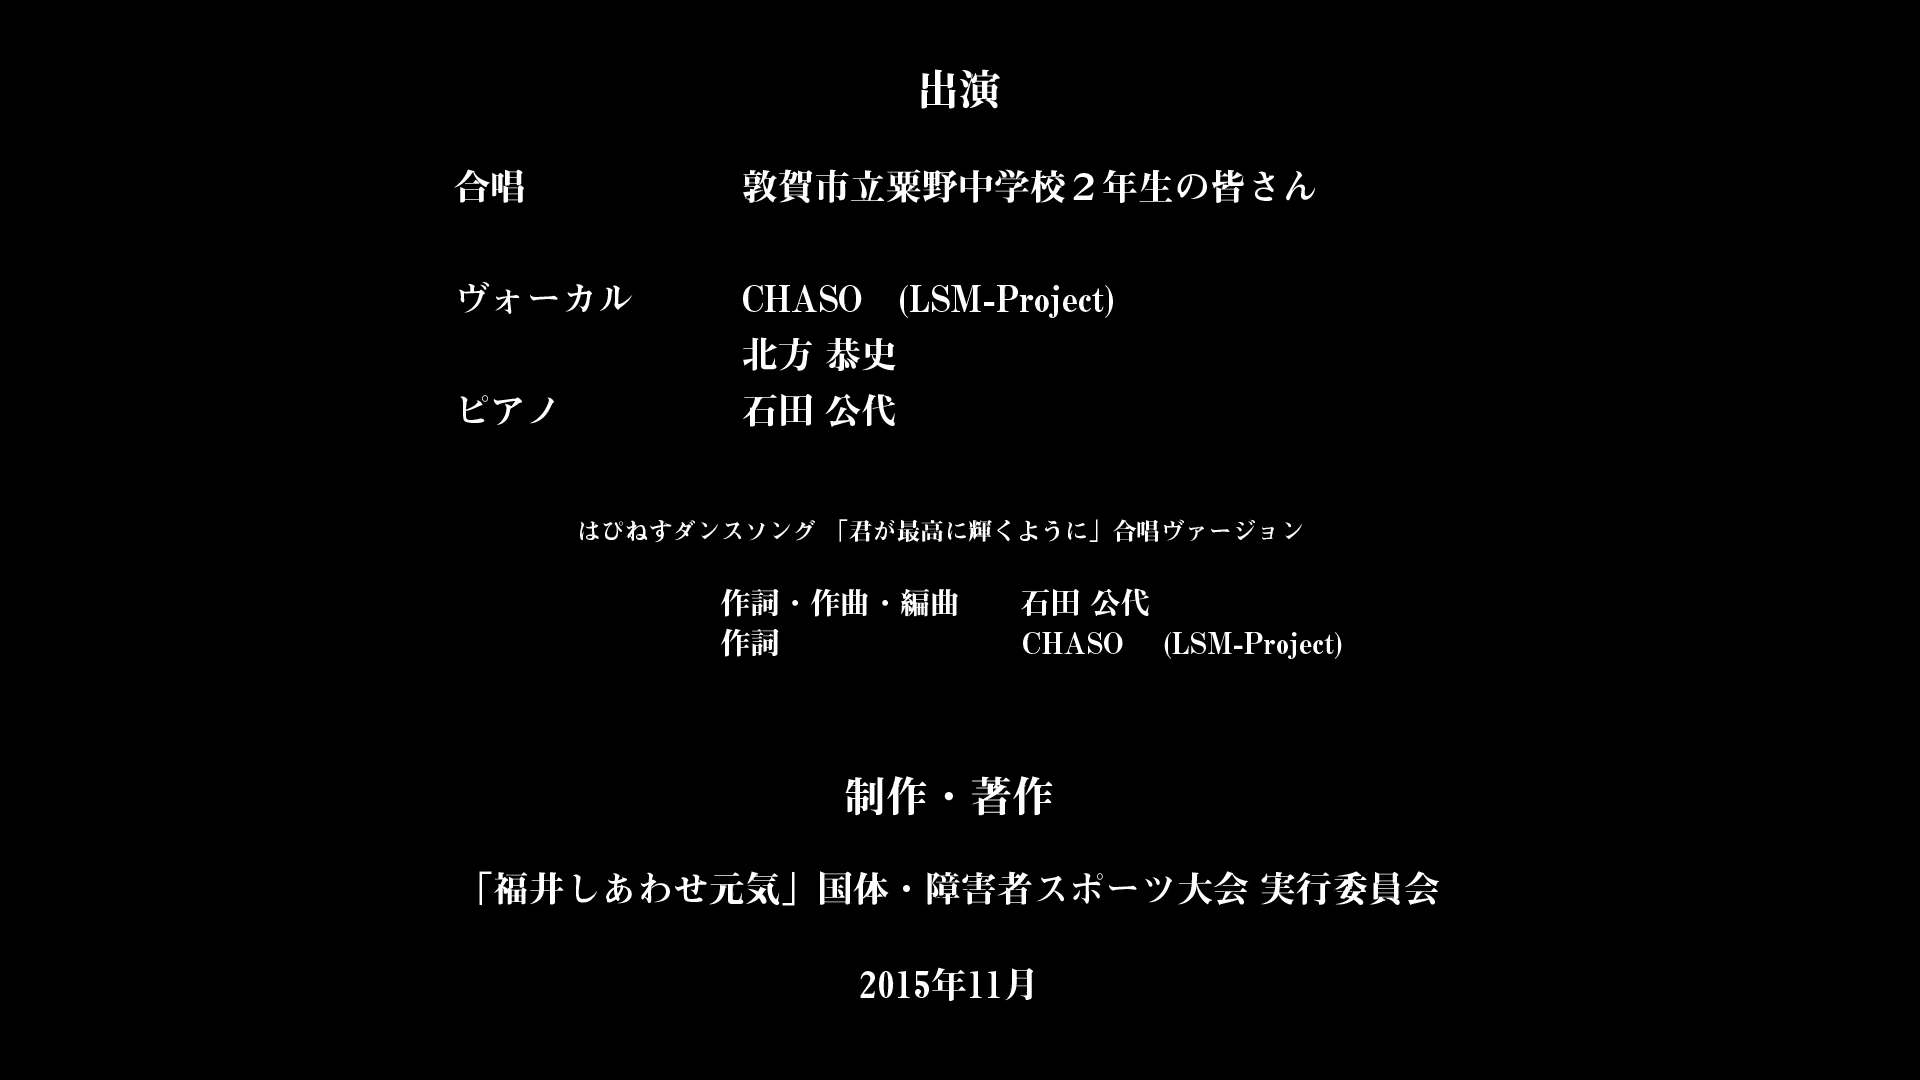 出演
合唱 敦賀市立粟野中学校２年生の皆さん
ヴォーカル CHASO (LSM-Project)
北方 恭史
ピアノ 石田 公代
はぴねすダンスソング 「君が最高に輝くように」合唱ヴァージョン
作詞・作曲・編曲 石田 公代
作詞 CHASO (LSM-Project)
制作・著作
「福井しあわせ元気」国体・障害者スポーツ大会 実行委員会
2015年11月